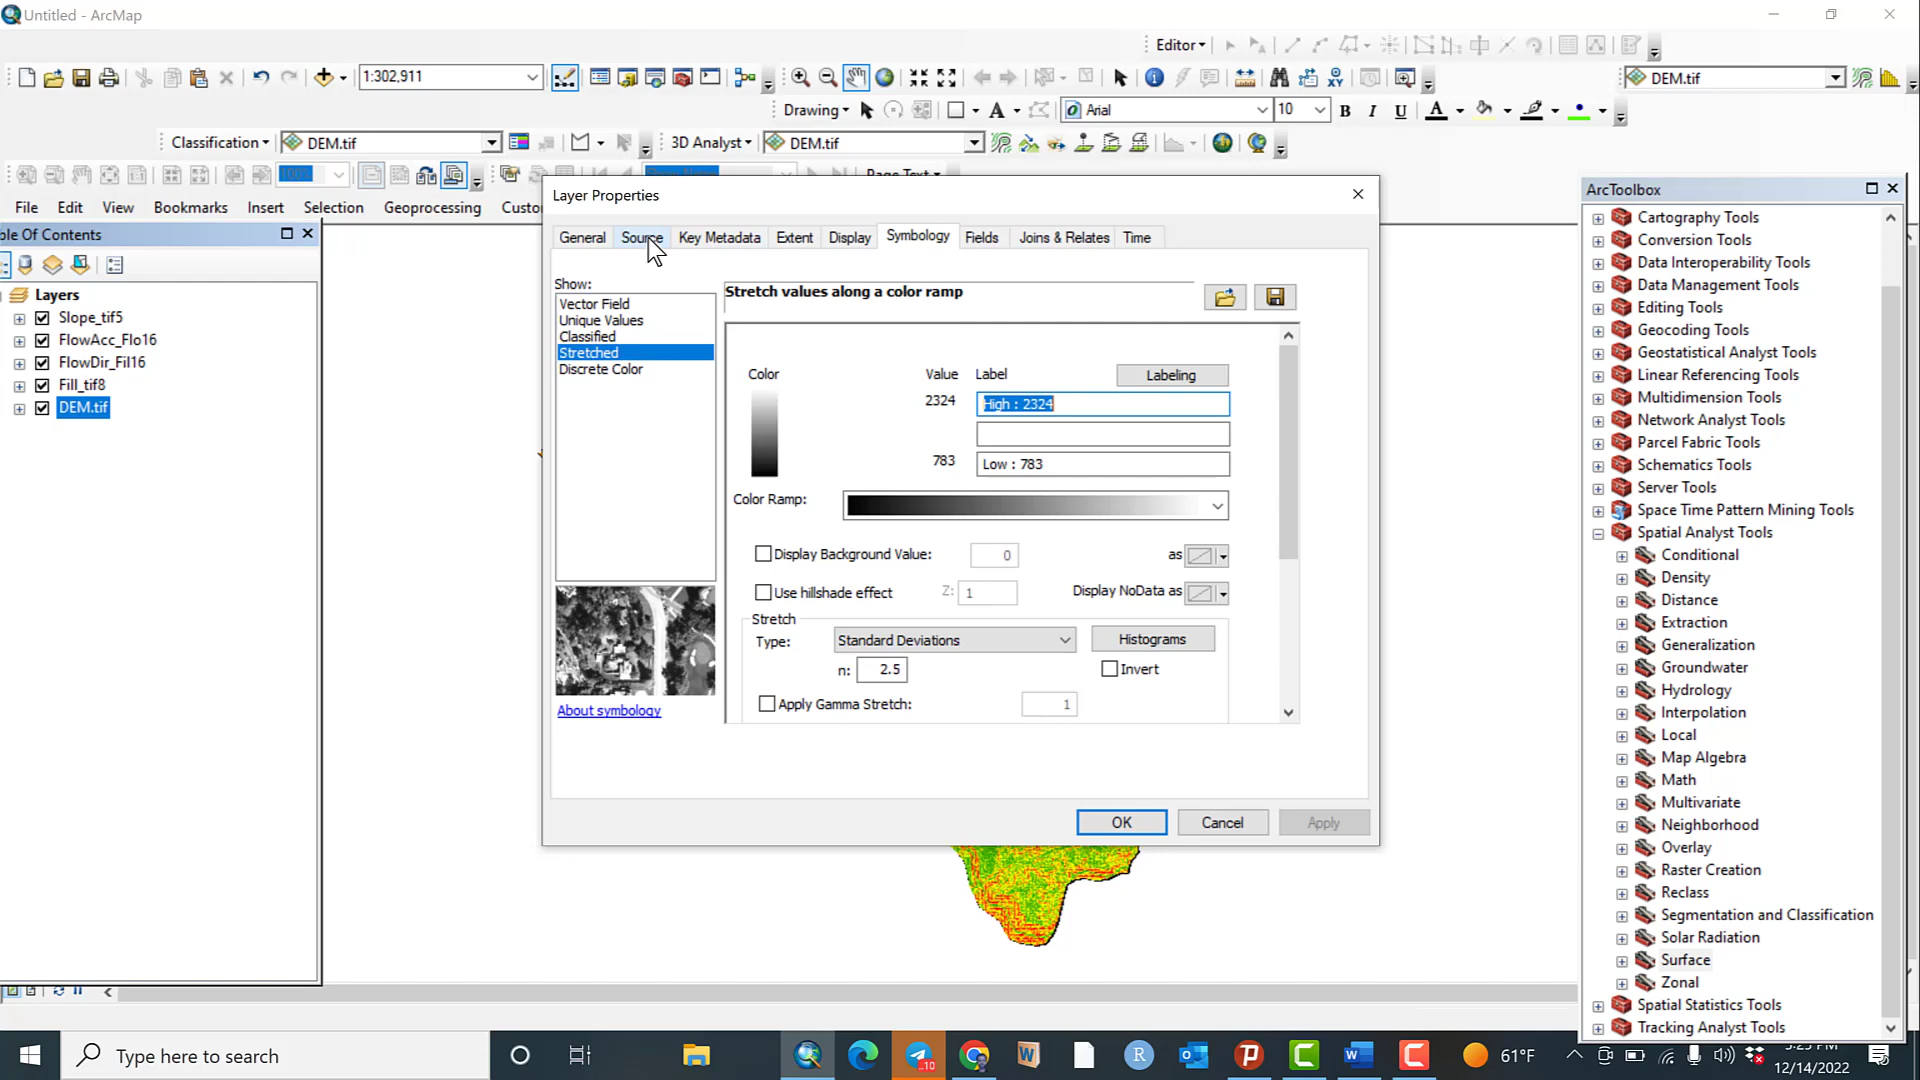 Untitled - ArcMap
Editor
1:302,911
DEM.tif
Drawing
A
Arial
10
B I U A
Classification
DEM.tif
3D Analyst
DEM.tif
100%
File Edit View Bookmarks Insert Selection Geoprocessing
Layer Properties
ArcToolbox
General Source Key Metadata Extent Display Symbology Fields Joins & Relates Time
ble Of Contents
Layers
Slope_tif5
FlowAcc_Flo16
FlowDir_Fil16
Fill_tif8
DEM.tif
Show:
Vector Field
Unique Values
Classified
Stretched
Discrete Color
About symbology
Stretch values along a color ramp
Color Value Label Labeling
2324 High : 2324
783 Low : 783
Color Ramp:
Display Background Value: 0 as
Use hillshade effect Z: 1 Display NoData as
Stretch
Type: Standard Deviations Histograms
n: 2.5 Invert
Apply Gamma Stretch: 1
OK Cancel Apply
Cartography Tools
Conversion Tools
Data Interoperability Tools
Data Management Tools
Editing Tools
Geocoding Tools
Geostatistical Analyst Tools
Linear Referencing Tools
Multidimension Tools
Network Analyst Tools
Parcel Fabric Tools
Schematics Tools
Server Tools
Space Time Pattern Mining Tools
Spatial Analyst Tools
Conditional
Density
Distance
Extraction
Generalization
Groundwater
Hydrology
Interpolation
Local
Map Algebra
Math
Multivariate
Neighborhood
Overlay
Raster Creation
Reclass
Segmentation and Classification
Solar Radiation
Surface
Zonal
Spatial Statistics Tools
Tracking Analyst Tools
Type here to search
10
61°F
12/14/2022